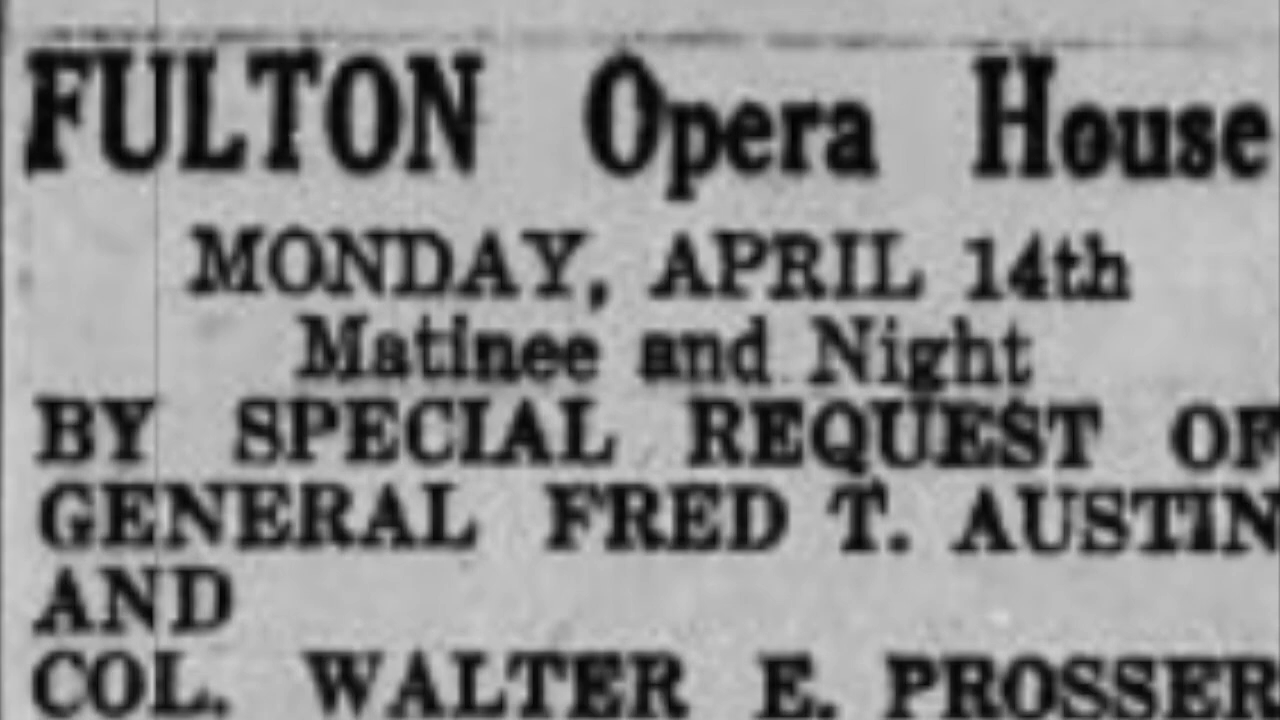 FULTON Opera House
MONDAY, APRIL 14th
Matinee and Night
BY SPECIAL REQUEST OF
GENERAL FRED T. AUSTIN
AND
COL. WALTER E. PROSSER